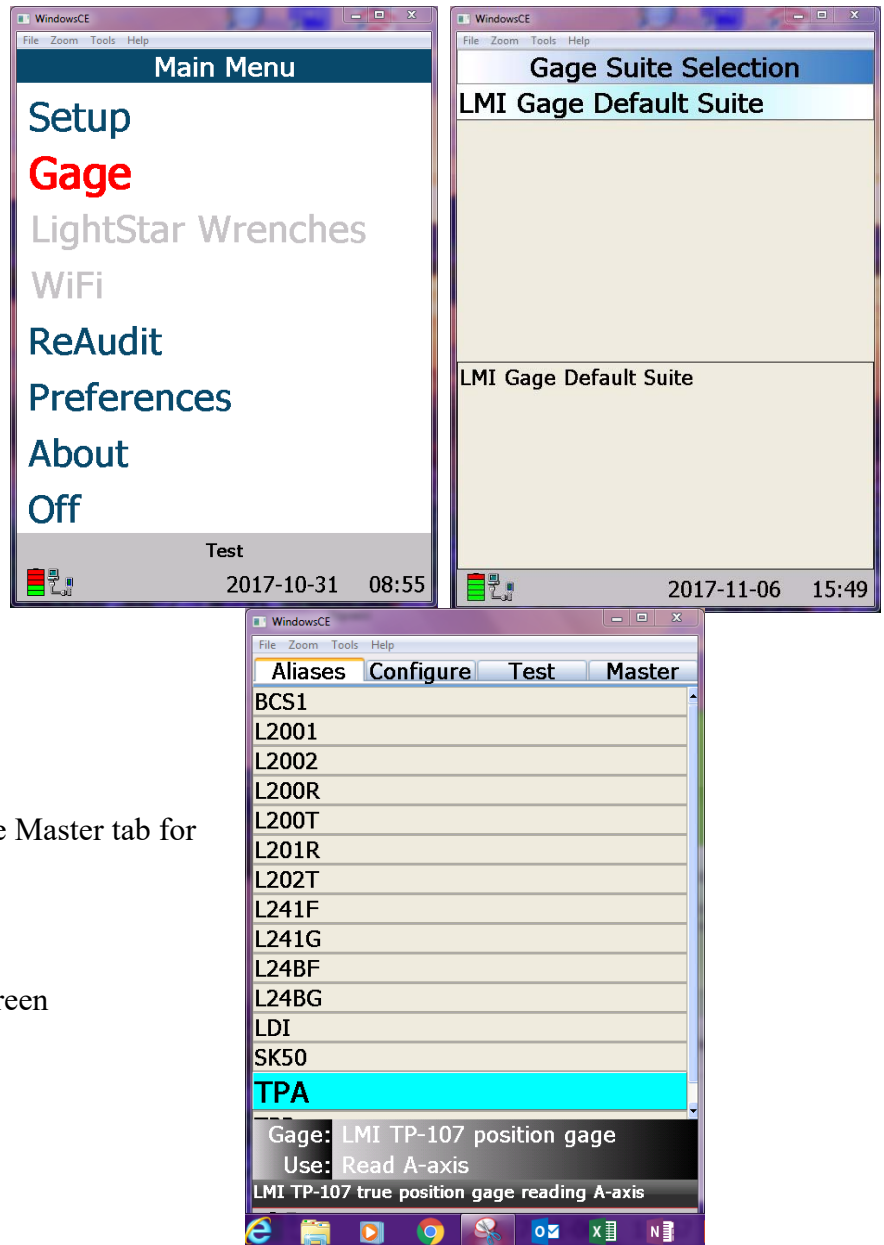 WindowsCE
File Zoom Tools Help
Main Menu
Setup
Gage
LightStar Wrenches
WiFi
ReAudit
Preferences
About
Off
Test
2017-10-31 08:55
WindowsCE
File Zoom Tools Help
Gage Suite Selection
LMI Gage Default Suite
LMI Gage Default Suite
2017-11-06 15:49
e Master tab for
reen
WindowsCE
File Zoom Tools Help
Aliases Configure Test Master
BCS1
L2001
L2002
L200R
L200T
L201R
L202T
L241F
L241G
L24BF
L24BG
LDI
SK50
TPA
Gage: LMI TP-107 position gage
Use: Read A-axis
LMI TP-107 true position gage reading A-axis